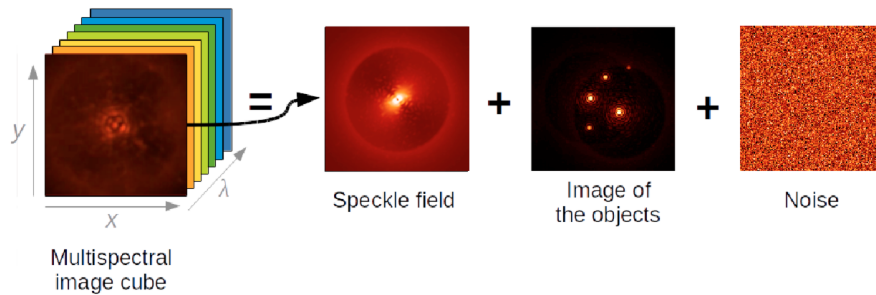 y
x
λ
=
+
+
Multispectral
image cube
Speckle field
Image of
the objects
Noise